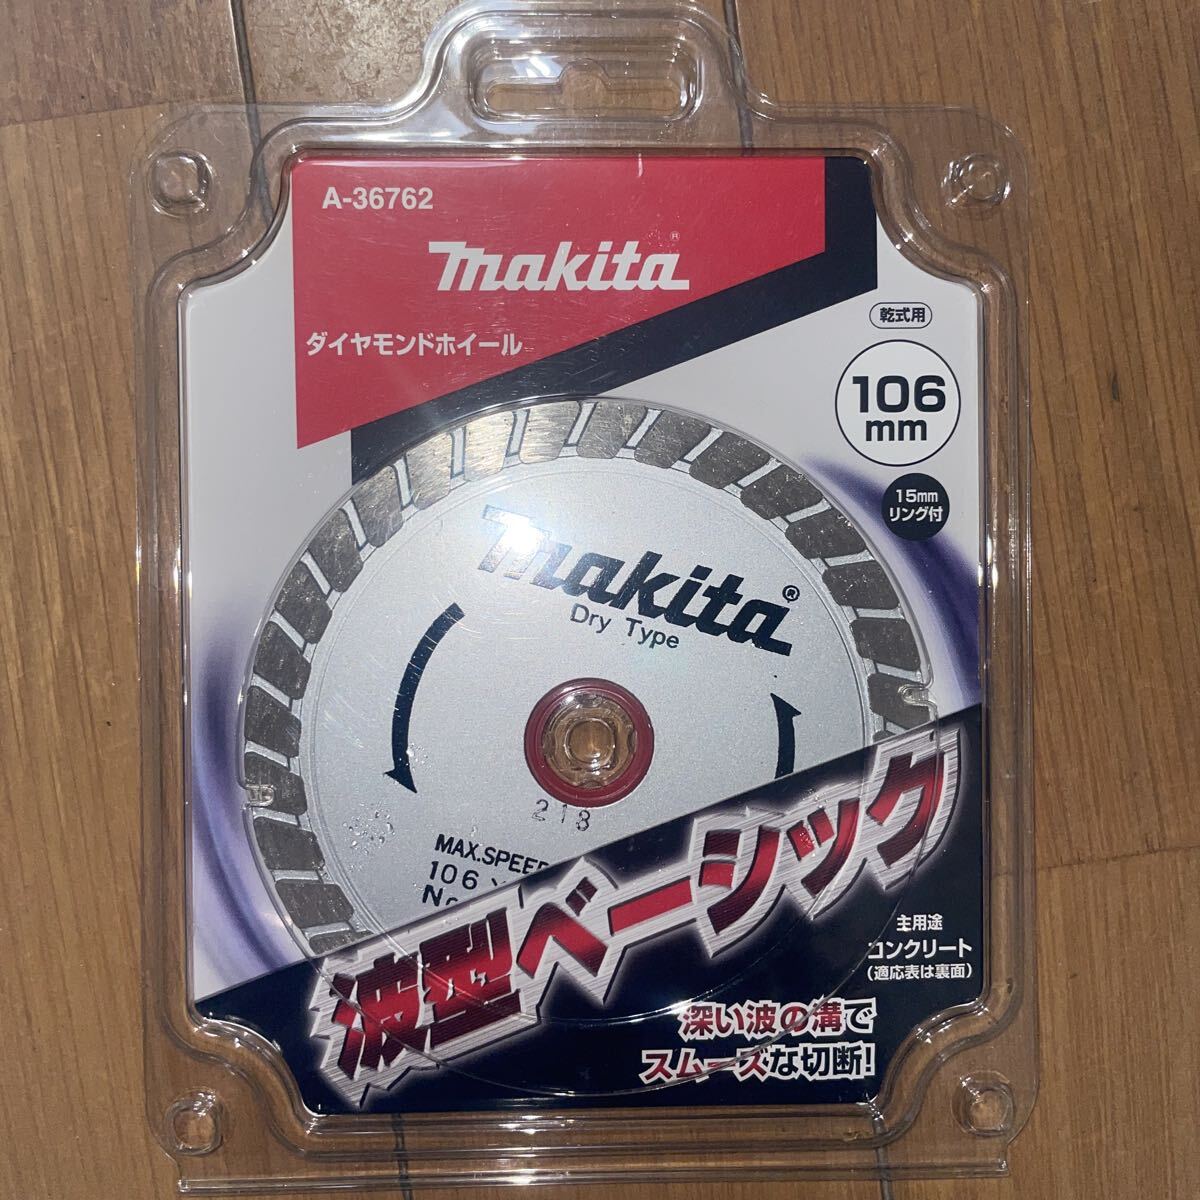 A-36762
makita®
ダイヤモンドホイール
乾式用
106
mm
15mm
リング付
makita®
Dry Type
218
MAX.SPEED
106
No
波型ベーシック
主用途
コンクリート
(適応表は裏面)
深い波の溝で
スムーズな切断!